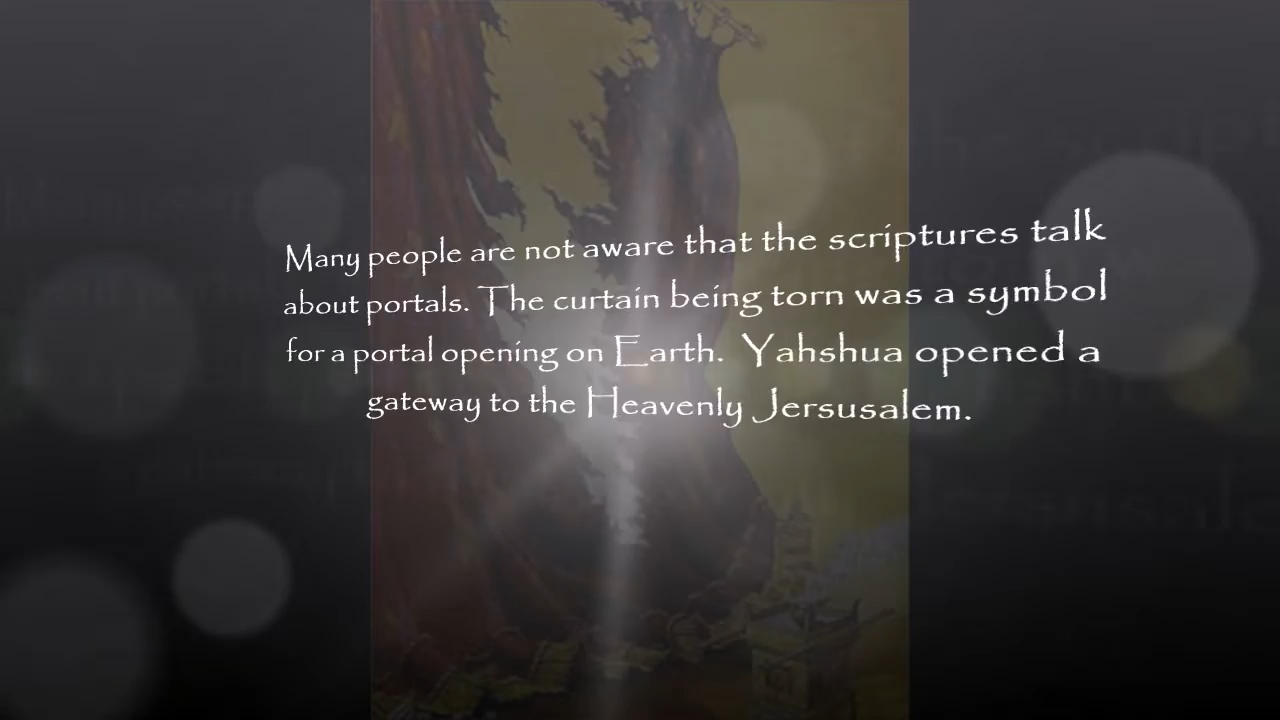 Many people are not aware that the scriptures talk
about portals. The curtain being torn was a symbol
for a portal opening on Earth. Yahshua opened a
gateway to the Heavenly Jersusalem.